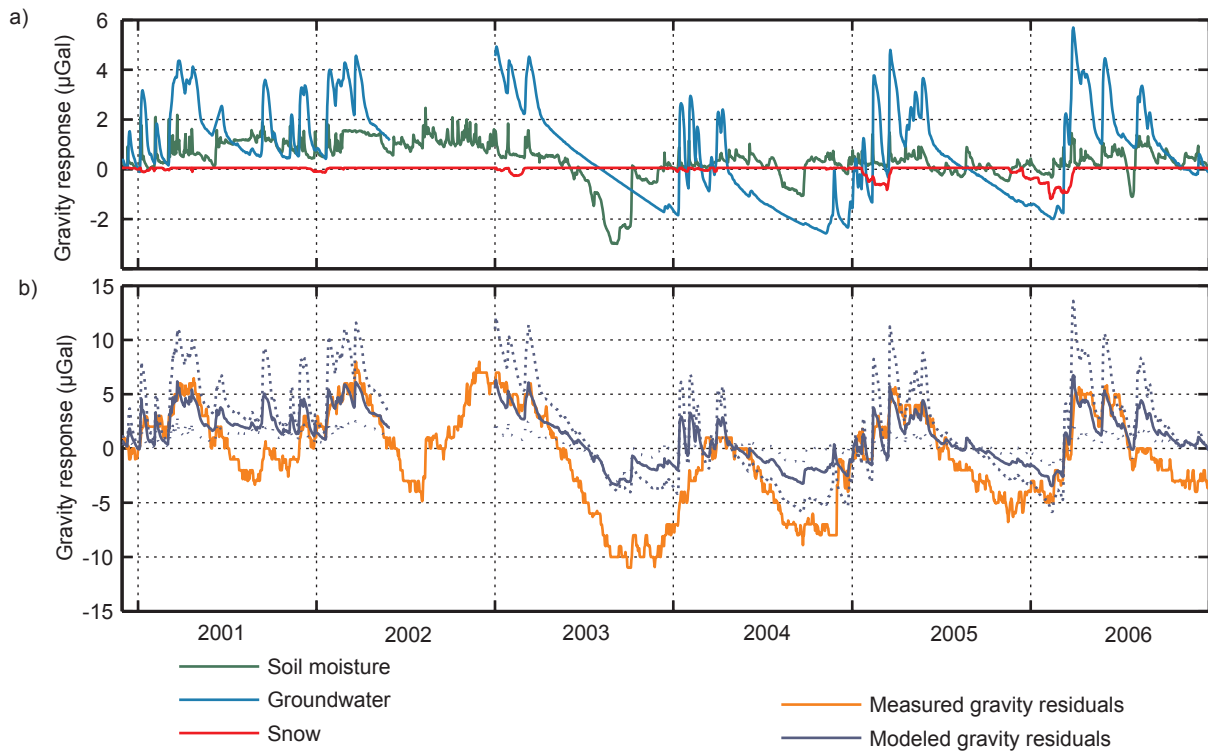 a)
Gravity response (µGal)
6
4
2
0
-2
b)
Gravity response (µGal)
15
10
5
0
-5
-10
-15
2001 2002 2003 2004 2005 2006
Soil moisture
Groundwater
Snow
Measured gravity residuals
Modeled gravity residuals